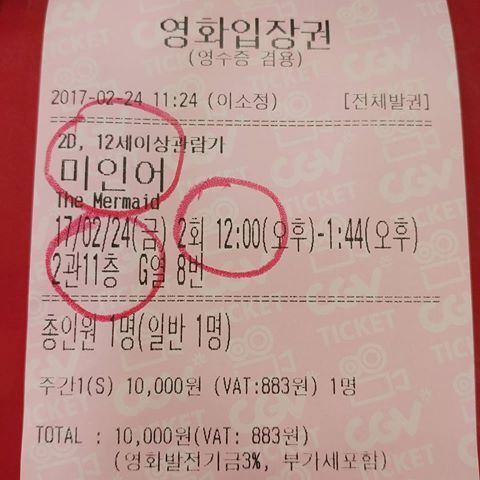 영화입장권
(영수증 겸용)
2017-02-24 11:24 (이소정) [전체발권]
2D, 12세이상관람가
미인어
The Mermaid
17/02/24(금) 2회 12:00(오후)-1:44(오후)
2관11층 G열 8번
총인원 1명(일반 1명)
주간1(S) 10,000원 (VAT:883원) 1명
TOTAL : 10,000원(VAT: 883원)
(영화발전기금3%, 부가세포함)
CGV
TICKET